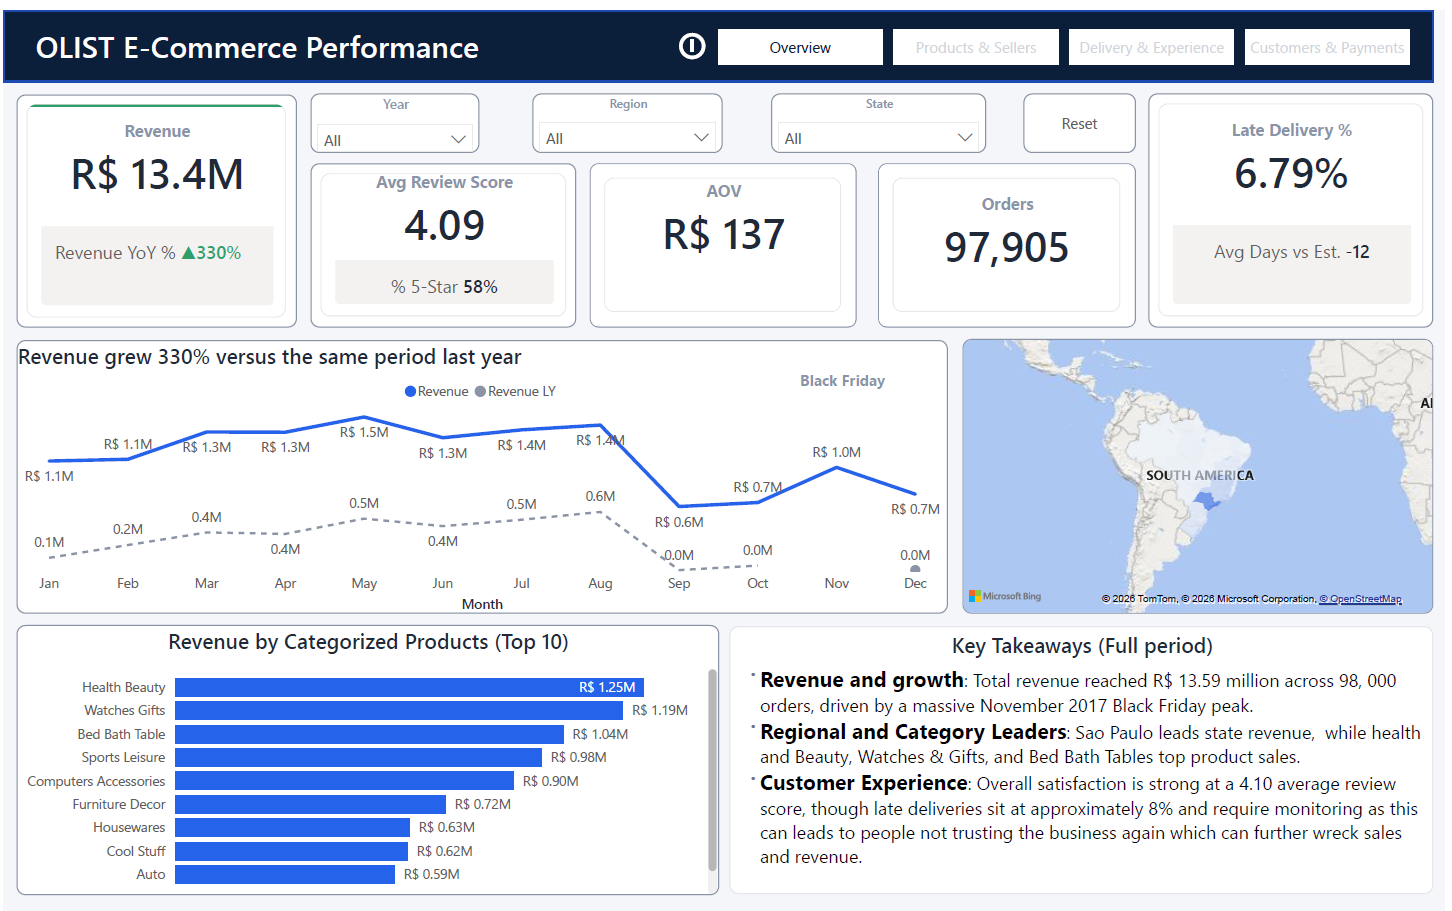 OLIST E-Commerce Performance
Overview
Products & Sellers
Delivery & Experience
Customers & Payments
Revenue
R$ 13.4M
Revenue YoY % ▲330%
Year
All
Region
All
State
All
Reset
Avg Review Score
4.09
% 5-Star 58%
AOV
R$ 137
Orders
97,905
Late Delivery %
6.79%
Avg Days vs Est. -12
Revenue grew 330% versus the same period last year
Revenue Revenue LY
Black Friday
R$ 1.1M
R$ 1.1M
R$ 1.3M
R$ 1.3M
R$ 1.5M
R$ 1.3M
R$ 1.4M
R$ 1.4M
R$ 0.6M
R$ 0.7M
R$ 1.0M
R$ 0.7M
0.1M
0.2M
0.4M
0.4M
0.5M
0.4M
0.5M
0.6M
0.0M
0.0M
0.0M
Jan Feb Mar Apr May Jun Jul Aug Sep Oct Nov Dec
Month
SOUTH AMERICA
AI
Microsoft Bing
© 2026 TomTom, © 2026 Microsoft Corporation, © OpenStreetMap
Revenue by Categorized Products (Top 10)
Health Beauty R$ 1.25M
Watches Gifts R$ 1.19M
Bed Bath Table R$ 1.04M
Sports Leisure R$ 0.98M
Computers Accessories R$ 0.90M
Furniture Decor R$ 0.72M
Housewares R$ 0.63M
Cool Stuff R$ 0.62M
Auto R$ 0.59M
Key Takeaways (Full period)
• Revenue and growth: Total revenue reached R$ 13.59 million across 98, 000
orders, driven by a massive November 2017 Black Friday peak.
• Regional and Category Leaders: Sao Paulo leads state revenue,  while health
and Beauty, Watches & Gifts, and Bed Bath Tables top product sales.
• Customer Experience: Overall satisfaction is strong at a 4.10 average review
score, though late deliveries sit at approximately 8% and require monitoring as this
can leads to people not trusting the business again which can further wreck sales
and revenue.